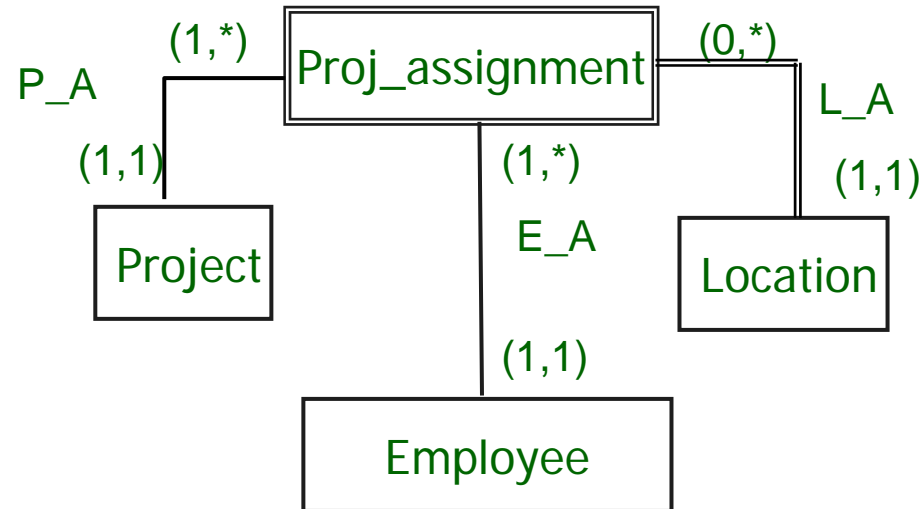 (1,*)
Proj_assignment
(0,*)
P_A
L_A
(1,1)
(1,*)
(1,1)
E_A
Project
Location
(1,1)
Employee